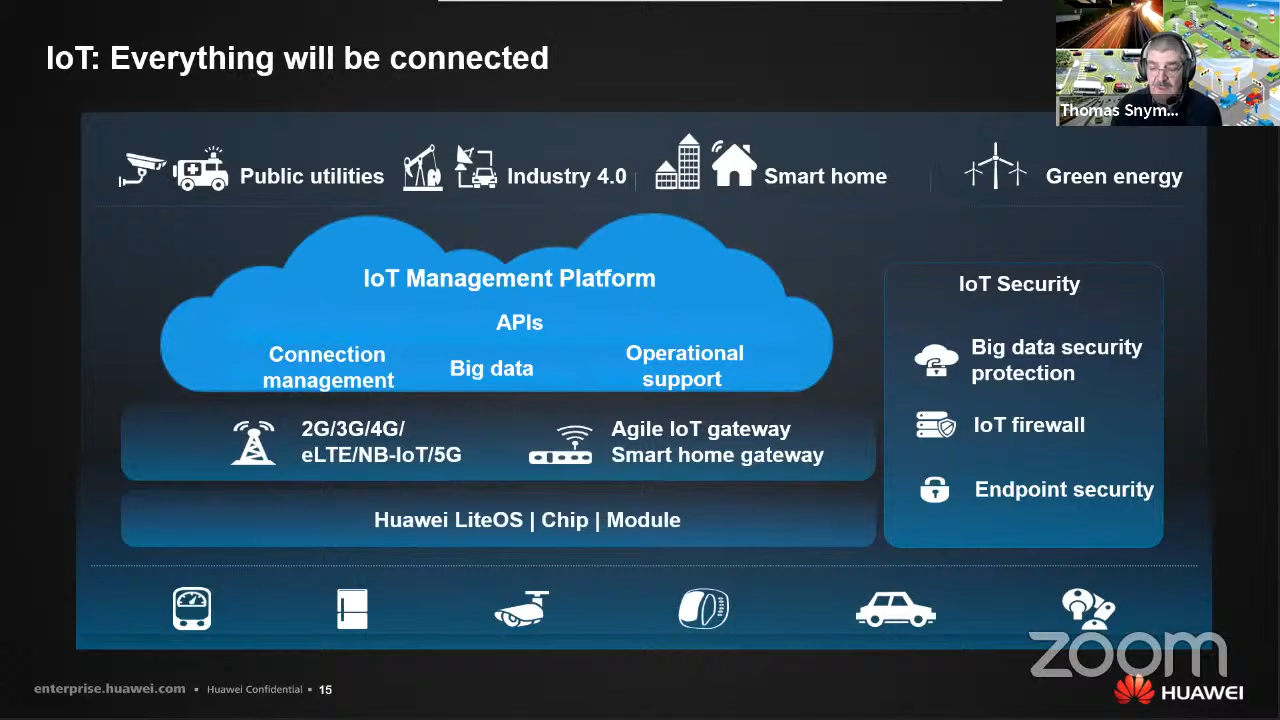 IoT: Everything will be connected
Thomas Snym...
Public utilities
Industry 4.0
Smart home
Green energy
IoT Management Platform
APIs
Connection
management
Big data
Operational
support
IoT Security
Big data security
protection
IoT firewall
Endpoint security
2G/3G/4G/
eLTE/NB-IoT/5G
Agile IoT gateway
Smart home gateway
Huawei LiteOS | Chip | Module
zoom
enterprise.huawei.com ▪ Huawei Confidential ▪ 15
HUAWEI